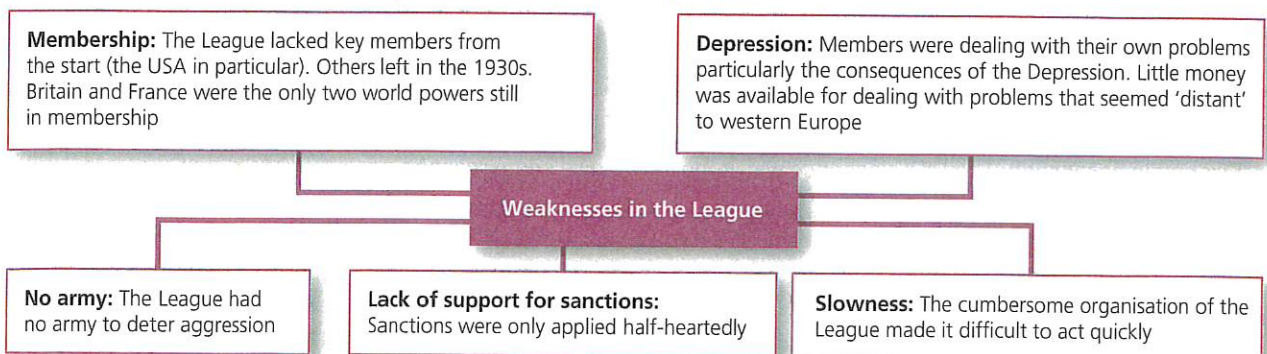 Membership: The League lacked key members from
the start (the USA in particular). Others left in the 1930s.
Britain and France were the only two world powers still
in membership
Depression: Members were dealing with their own problems
particularly the consequences of the Depression. Little money
was available for dealing with problems that seemed ‘distant’
to western Europe
Weaknesses in the League
No army: The League had
no army to deter aggression
Lack of support for sanctions:
Sanctions were only applied half-heartedly
Slowness: The cumbersome organisation of the
League made it difficult to act quickly